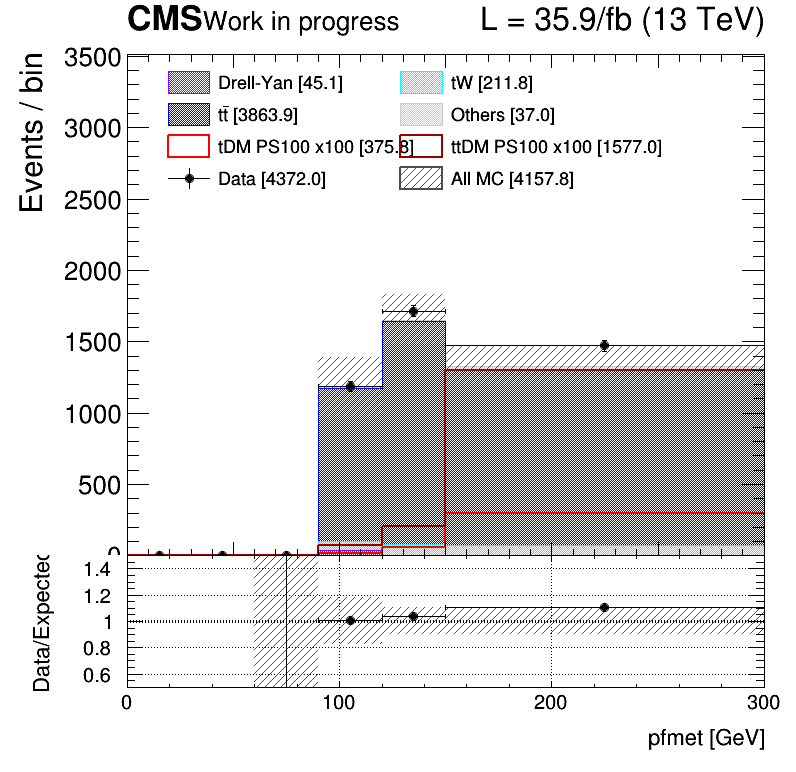 CMS Work in progress L = 35.9/fb (13 TeV)
Events / bin
3500
3000
2500
2000
1500
1000
500
0
Drell-Yan [45.1] tW [211.8]
tt̄ [3863.9] Others [37.0]
tDM PS100 x100 [375.8] ttDM PS100 x100 [1577.0]
Data [4372.0] All MC [4157.8]
Data/Expected
1.4
1.2
1
0.8
0.6
0 100 200 300
pfmet [GeV]